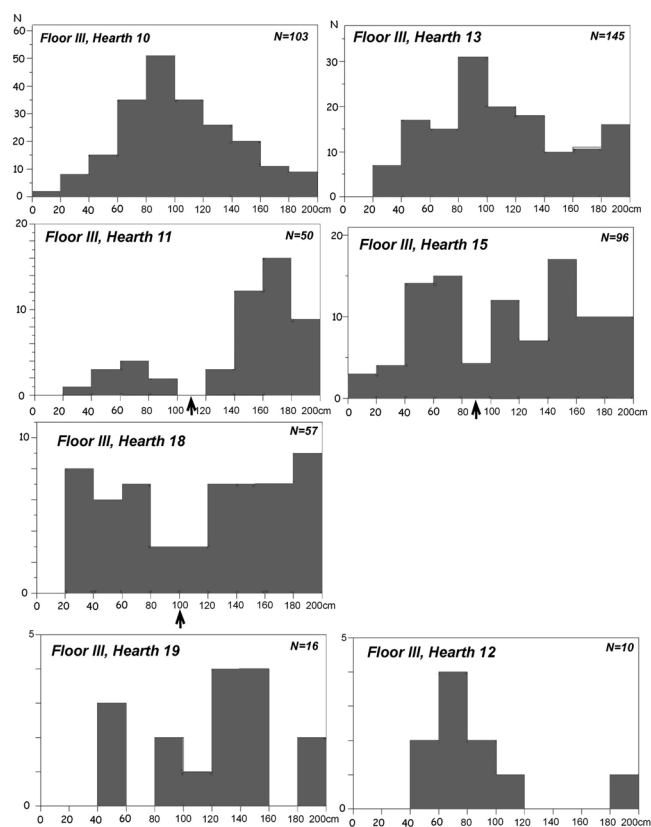 N
Floor III, Hearth 10
N=103
60
50
40
30
20
10
0
0 20 40 60 80 100 120 140 160 180 200cm
N
Floor III, Hearth 13
N=145
30
20
10
0
0 20 40 60 80 100 120 140 160 180 200cm
Floor III, Hearth 11
N=50
20
10
0
0 20 40 60 80 100 120 140 160 180 200cm
Floor III, Hearth 15
N=96
20
10
0
0 20 40 60 80 100 120 140 160 180 200cm
Floor III, Hearth 18
N=57
10
0
0 20 40 60 80 100 120 140 160 180 200cm
Floor III, Hearth 19
N=16
5
0
0 20 40 60 80 100 120 140 160 180 200cm
Floor III, Hearth 12
N=10
5
0
0 20 40 60 80 100 120 140 160 180 200cm